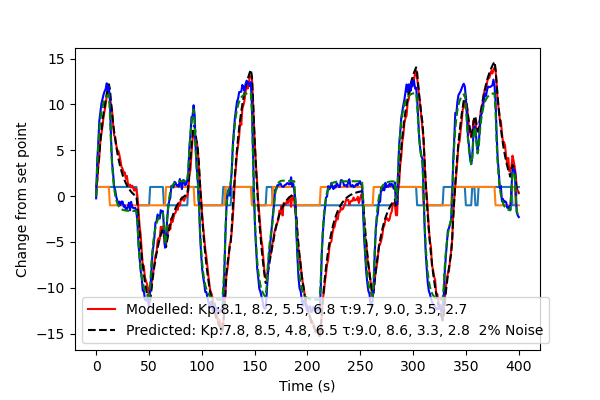 15
10
5
0
−5
−10
−15
Change from set point
Modelled: Kp:8.1, 8.2, 5.5, 6.8 τ:9.7, 9.0, 3.5, 2.7
Predicted: Kp:7.8, 8.5, 4.8, 6.5 τ:9.0, 8.6, 3.3, 2.8  2% Noise
0 50 100 150 200 250 300 350 400
Time (s)